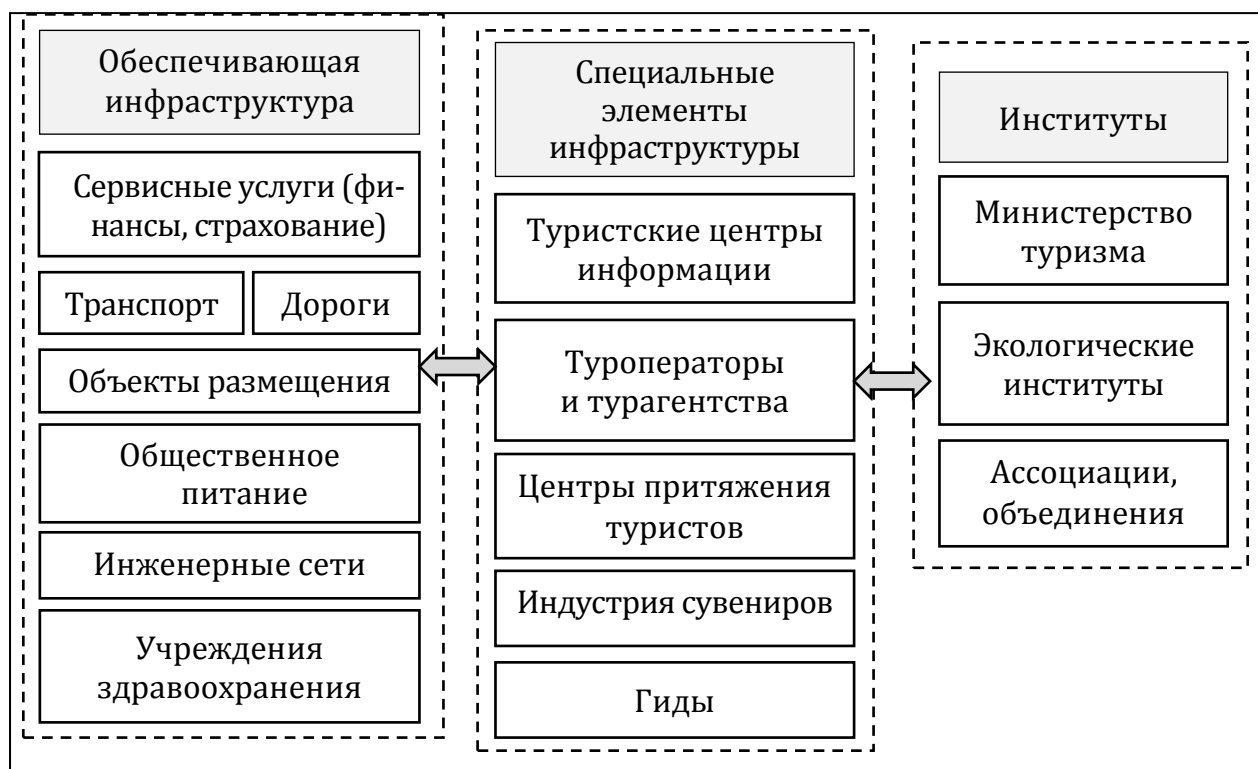 Обеспечивающая
инфраструктура
Сервисные услуги (фи-
нансы, страхование)
Транспорт
Дороги
Объекты размещения
Общественное
питание
Инженерные сети
Учреждения
здравоохранения
Специальные
элементы
инфраструктуры
Туристские центры
информации
Туроператоры
и турагентства
Центры притяжения
туристов
Индустрия сувениров
Гиды
Институты
Министерство
туризма
Экологические
институты
Ассоциации,
объединения